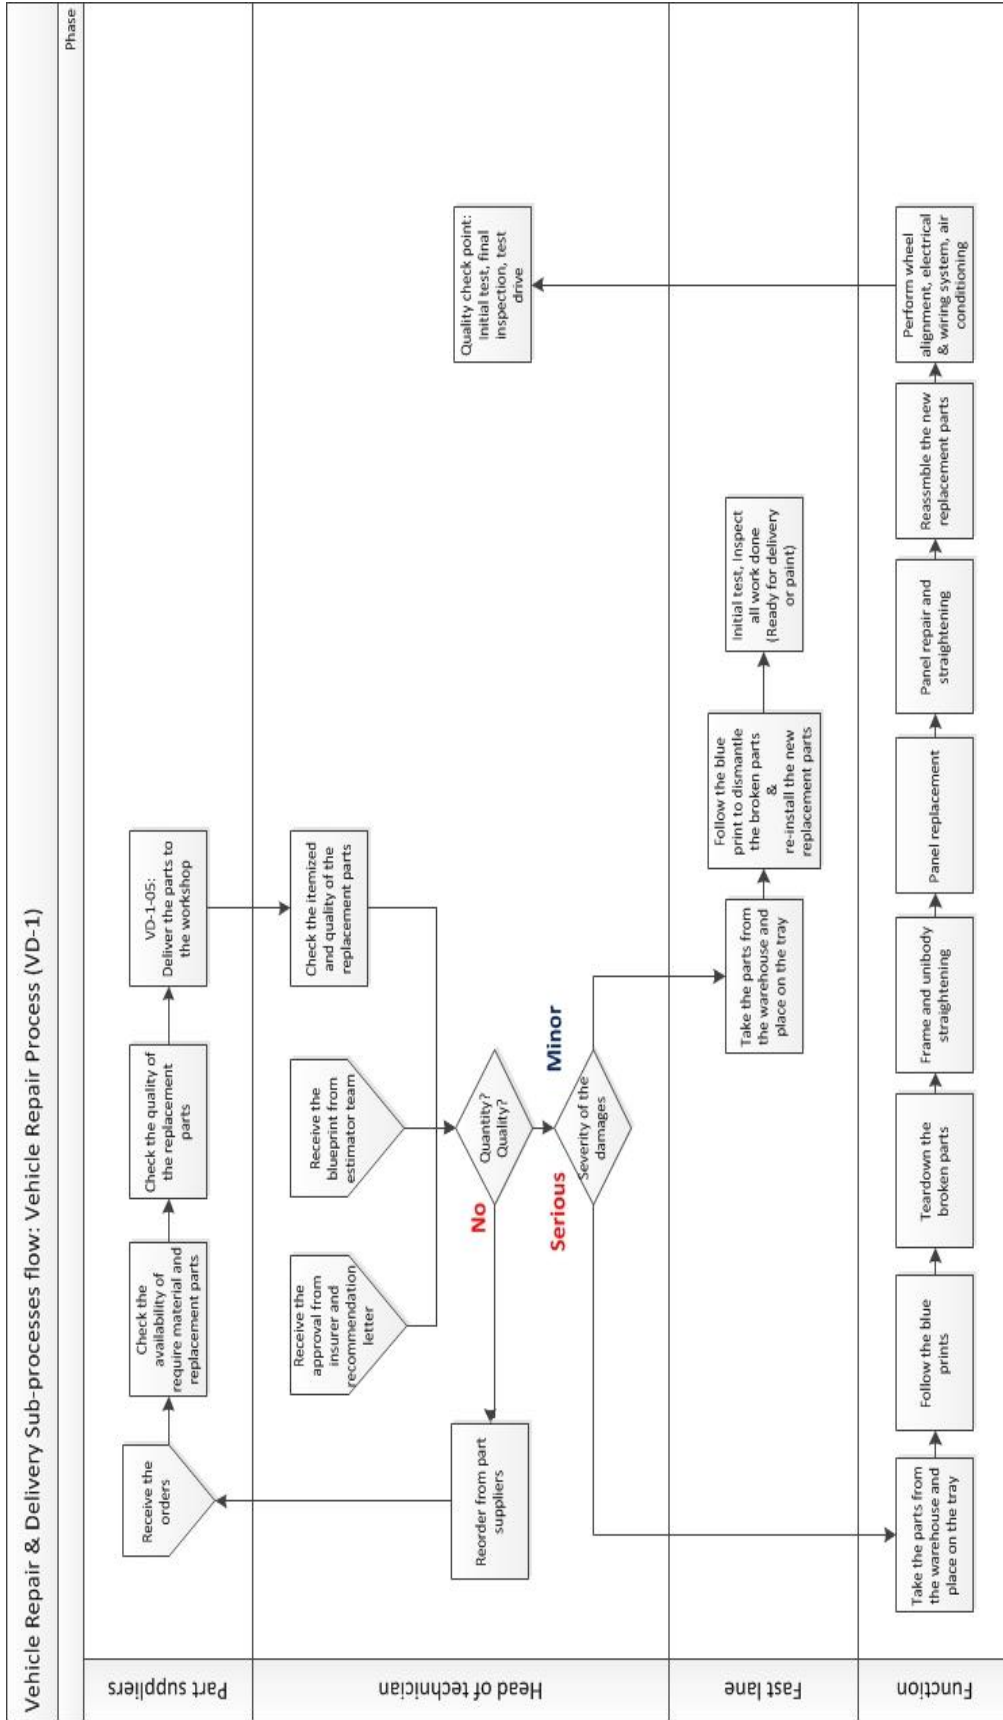 Vehicle Repair & Delivery Sub-processes flow: Vehicle Repair Process (VD-1)
Phase
Part suppliers
Receive the
orders
Check the
availability of
require material and
replacement parts
Check the quality of
the replacement
parts
VD-1-05:
Deliver the parts to
the workshop
Head of technician
Receive the
approval from
insurer and
recommendation
letter
Receive the
blueprint from
estimator team
Check the itemized
and quality of the
replacement parts
Reorder from part
suppliers
No
Quantity?
Quality?
Serious
Severity of the
damages
Minor
Quality check point:
Initial test, final
inspection, test
drive
Fast lane
Take the parts from
the warehouse and
place on the tray
Follow the blue
print to dismantle
the broken parts
&
re-install the new
replacement parts
Initial test, Inspect
all work done
(Ready for delivery
or paint)
Function
Take the parts from
the warehouse and
place on the tray
Follow the blue
prints
Teardown the
broken parts
Frame and unibody
straightening
Panel replacement
Panel repair and
straightening
Reassmble the new
replacement parts
Perform wheel
alignment, electrical
& wiring system, air
conditioning